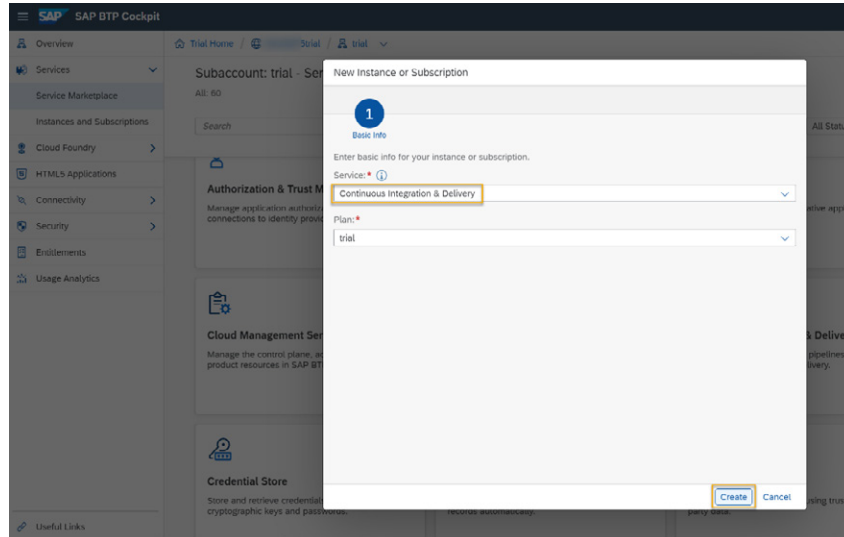 SAP SAP BTP Cockpit
Overview
Trial Home / trial / trial
Services
Subaccount: trial - Ser
All: 60
New Instance or Subscription
Service Marketplace
Instances and Subscriptions
Search
All Statu
1
Basic Info
Cloud Foundry
HTML5 Applications
Connectivity
Security
Entitlements
Usage Analytics
Enter basic info for your instance or subscription.
Service:*
Continuous Integration & Delivery
Plan:*
trial
Authorization & Trust M
Manage application authoriz
connections to identity provid
Cloud Management Ser
Manage the control plane, ac
product resources in SAP BT
& Delive
pipelines
livery.
Credential Store
Store and retrieve credentials
cryptographic keys and passwords.
records automatically.
using trus
party data.
Create
Cancel
Useful Links